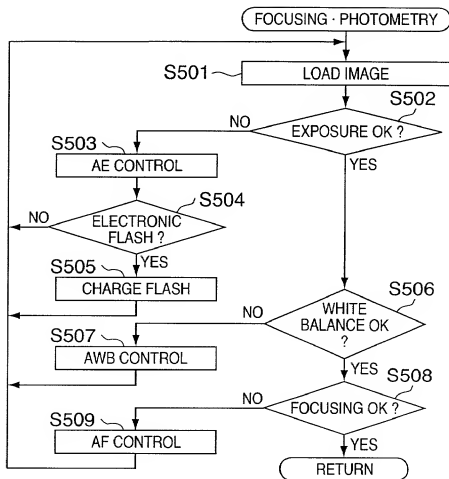 FOCUSING · PHOTOMETRY
S501
LOAD IMAGE
S502
NO
EXPOSURE OK ?
S503
YES
AE CONTROL
S504
NO
ELECTRONIC
FLASH ?
YES
S505
CHARGE FLASH
S506
NO
WHITE
BALANCE OK
?
S507
YES
AWB CONTROL
S508
NO
FOCUSING OK ?
S509
YES
AF CONTROL
RETURN